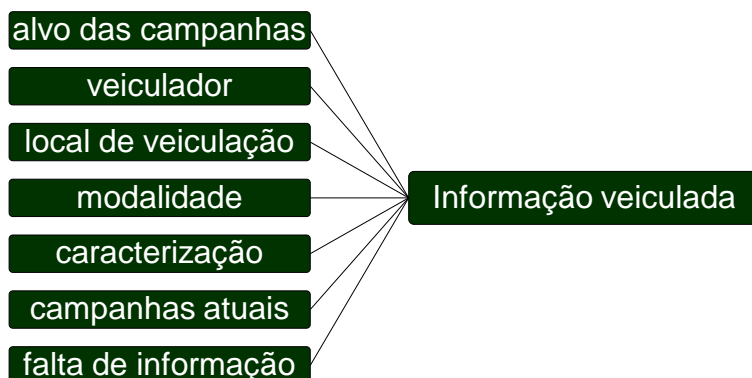 alvo das campanhas
veiculador
local de veiculação
modalidade
caracterização
campanhas atuais
falta de informação
Informação veiculada